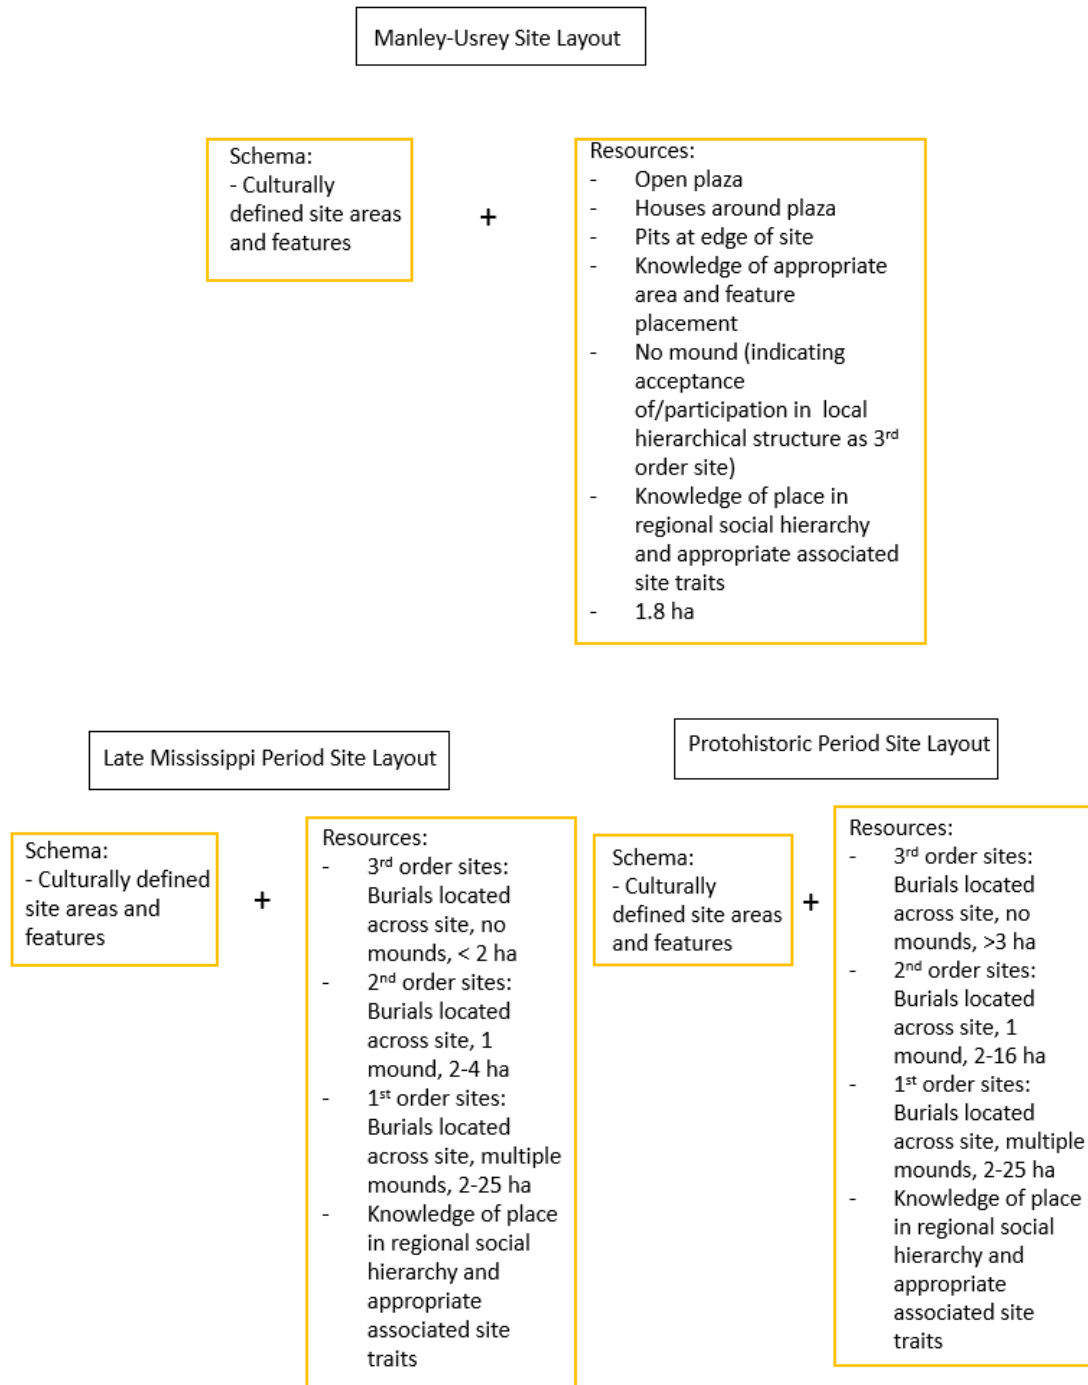 Manley-Usrey Site Layout
Schema:
- Culturally
defined site areas
and features
+
Resources:
- Open plaza
- Houses around plaza
- Pits at edge of site
- Knowledge of appropriate
area and feature
placement
- No mound (indicating
acceptance
of/participation in local
hierarchical structure as 3rd
order site)
- Knowledge of place in
regional social hierarchy
and appropriate associated
site traits
- 1.8 ha
Late Mississippi Period Site Layout
Schema:
- Culturally defined
site areas and
features
+
Resources:
- 3rd order sites:
Burials located
across site, no
mounds, < 2 ha
- 2nd order sites:
Burials located
across site, 1
mound, 2-4 ha
- 1st order sites:
Burials located
across site, multiple
mounds, 2-25 ha
- Knowledge of place
in regional social
hierarchy and
appropriate
associated site
traits
Protohistoric Period Site Layout
Schema:
- Culturally
defined site areas
and features
+
Resources:
- 3rd order sites:
Burials located
across site, no
mounds, >3 ha
- 2nd order sites:
Burials located
across site, 1
mound, 2-16 ha
- 1st order sites:
Burials located
across site, multiple
mounds, 2-25 ha
- Knowledge of place
in regional social
hierarchy and
appropriate
associated site
traits